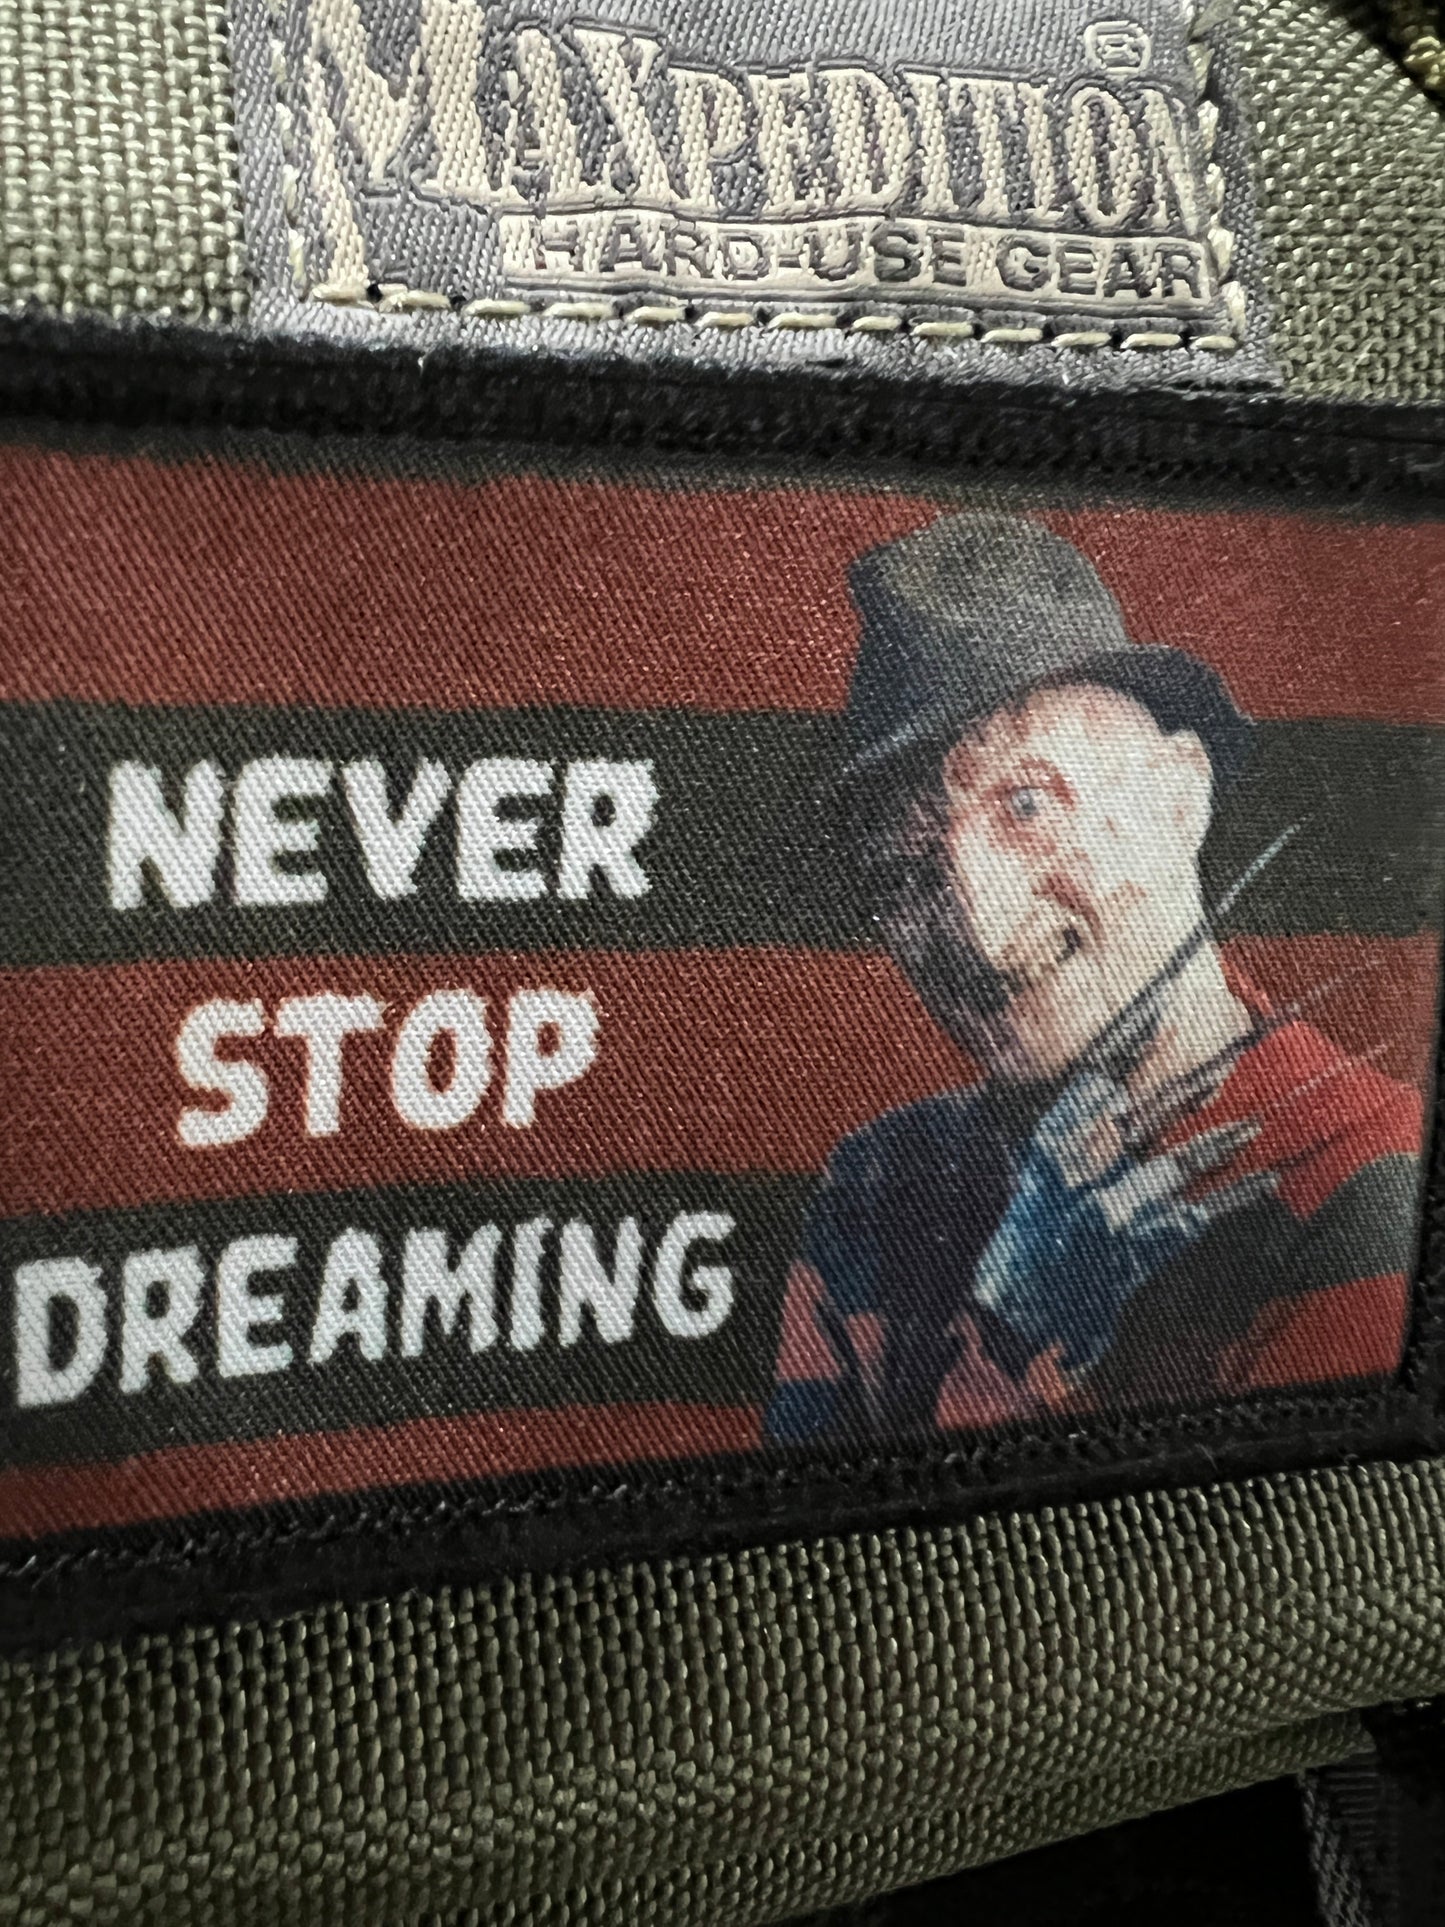 MAXPEDITION®
HARD-USE GEAR
NEVER
STOP
DREAMING